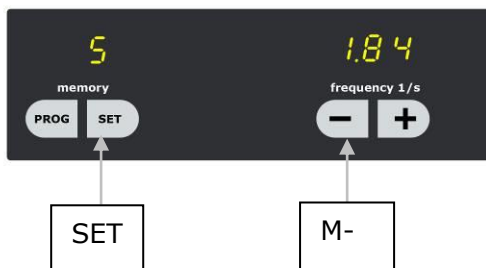 5 1.84
memory frequency 1/s
PROG SET − +
SET M-